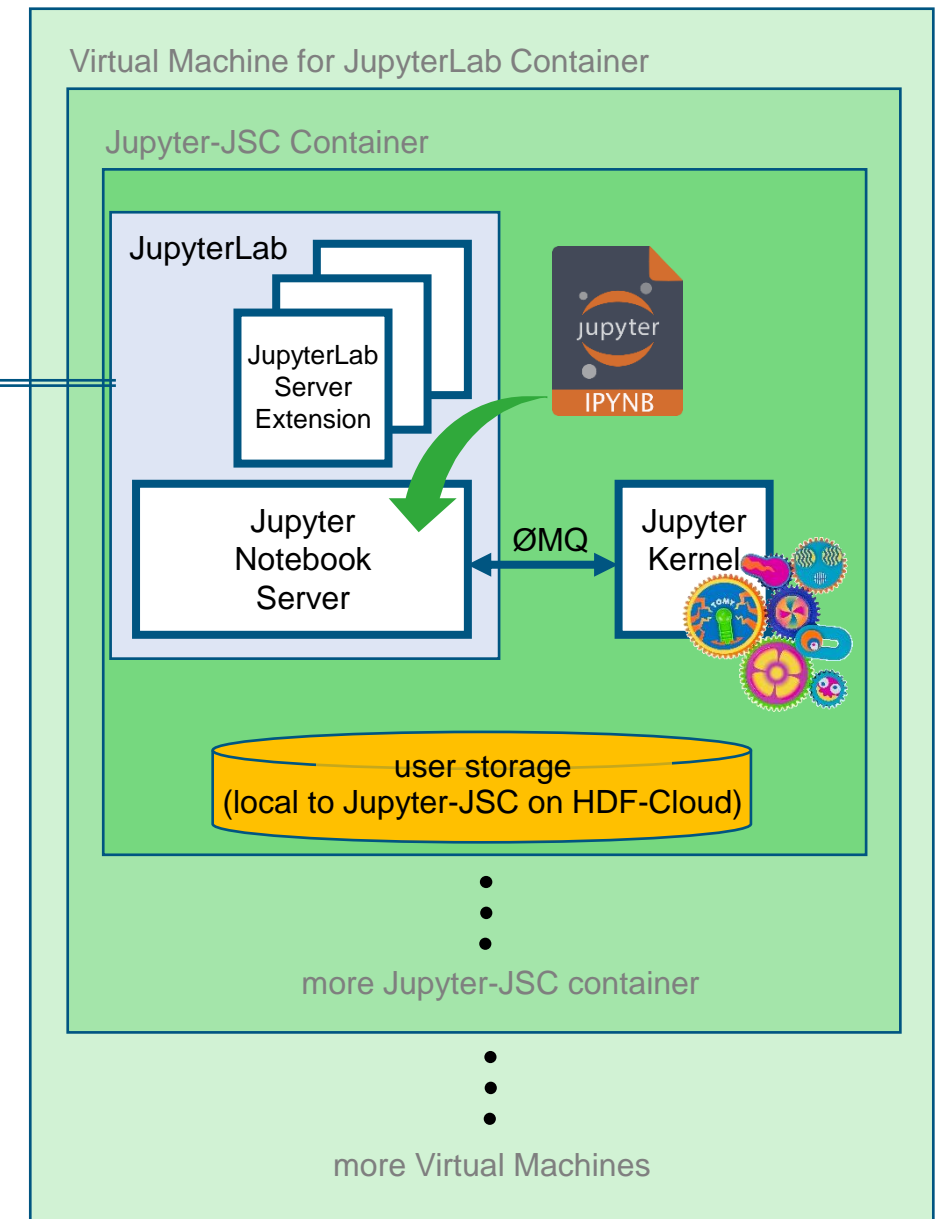 Virtual Machine for JupyterLab Container
Jupyter-JSC Container
JupyterLab
JupyterLab
Server
Extension
jupyter
IPYNB
Jupyter
Notebook
Server
ØMQ
Jupyter
Kernel
TOMY
user storage
(local to Jupyter-JSC on HDF-Cloud)
more Jupyter-JSC container
more Virtual Machines